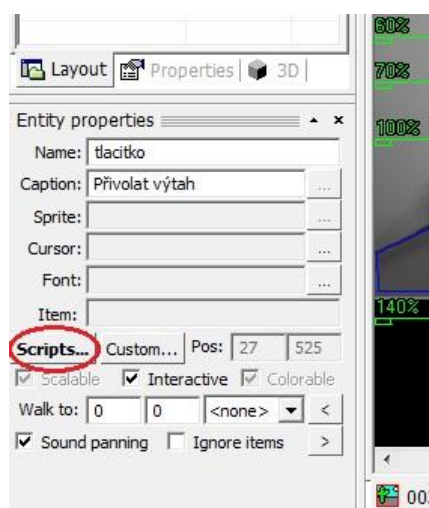 60%
Layout Properties 3D
70%
Entity properties
100%
Name: tlacitko
Caption: Přivolat výtah ...
Sprite: ...
Cursor: ...
Font: ...
Item:
140%
Scripts... Custom... Pos: 27 525
Scalable Interactive Colorable
Walk to: 0 0 <none> <
Sound panning Ignore items >
00